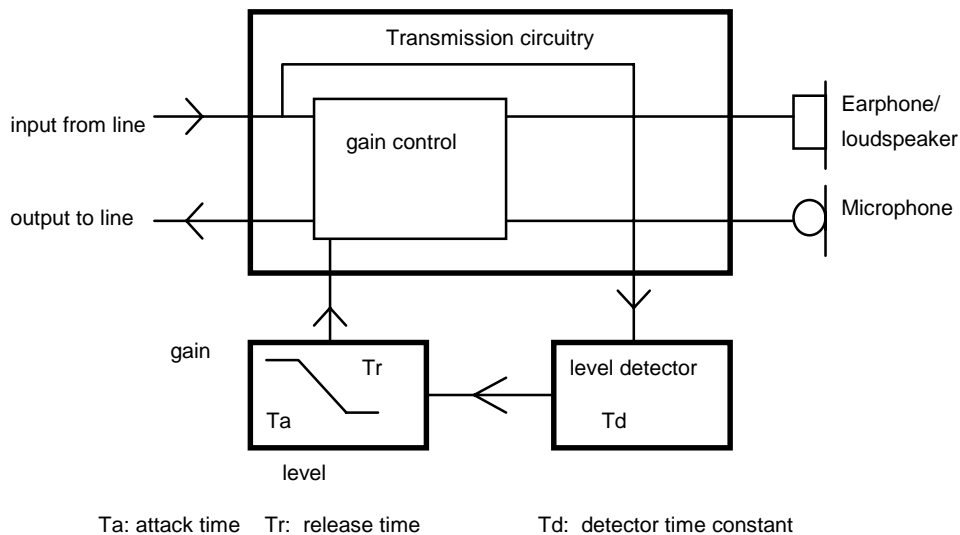 Transmission circuitry
input from line
gain control
Earphone/
loudspeaker
output to line
Microphone
gain
Tr
Ta
level detector
Td
level
Ta: attack time Tr: release time Td: detector time constant